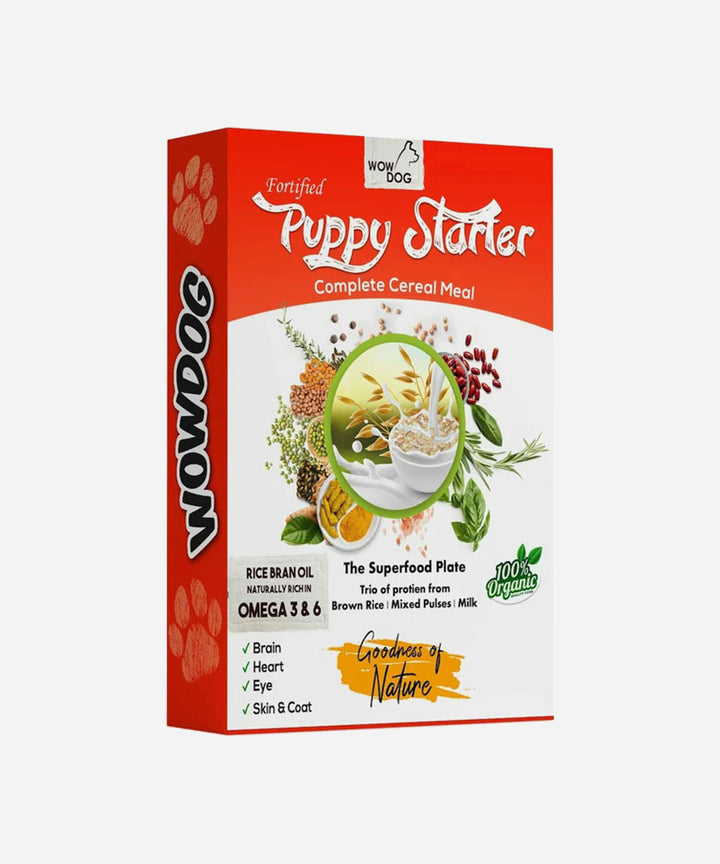 WOW
DOG
Fortified
Puppy Starter
Complete Cereal Meal
WOWDOG
RICE BRAN OIL
NATURALLY RICH IN
OMEGA 3 & 6
The Superfood Plate
Trio of protien from
Brown Rice | Mixed Pulses | Milk
100%
Organic
✓ Brain
✓ Heart
✓ Eye
✓ Skin & Coat
Goodness of
Nature